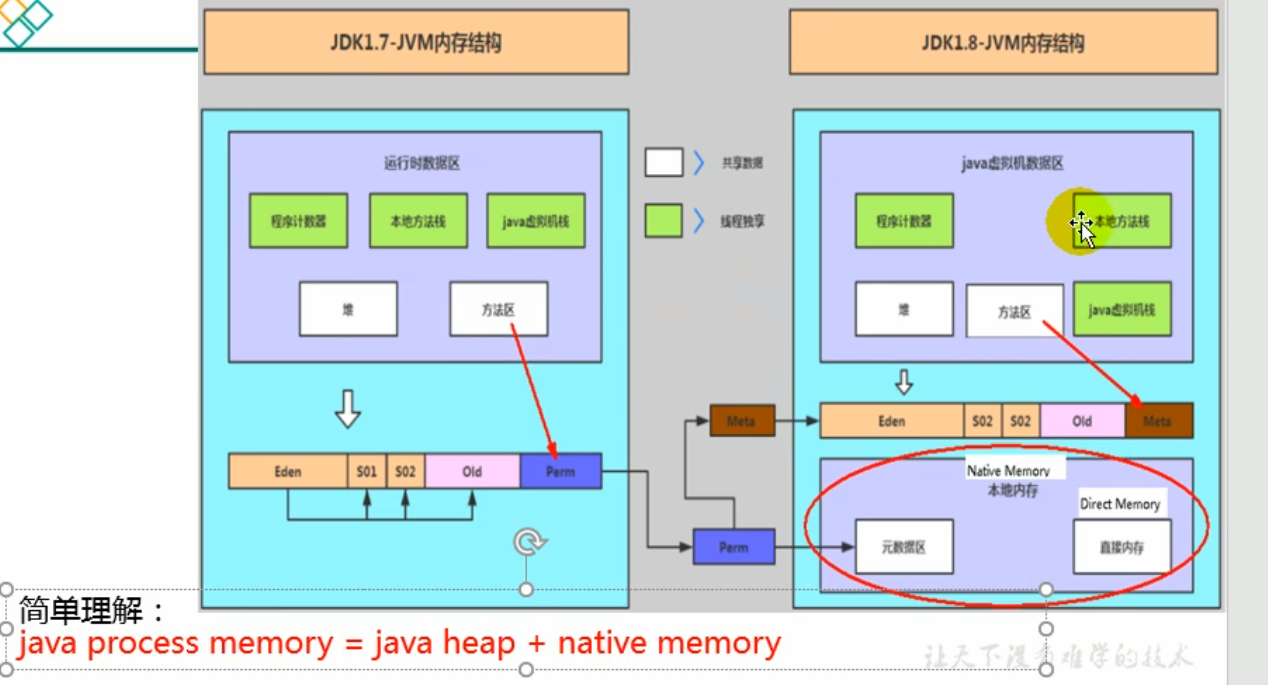 JDK1.7-JVM内存结构
运行时数据区
程序计数器
本地方法栈
java虚拟机栈
堆
方法区
Eden
S01
S02
Old
Perm
共享数据
线程独享
Meta
Perm
JDK1.8-JVM内存结构
java虚拟机数据区
程序计数器
本地方法栈
堆
方法区
java虚拟机栈
Eden
S02
S02
Old
Meta
Native Memory
本地内存
Direct Memory
元数据区
直接内存
简单理解：
java process memory = java heap + native memory
让天下没有难学的技术